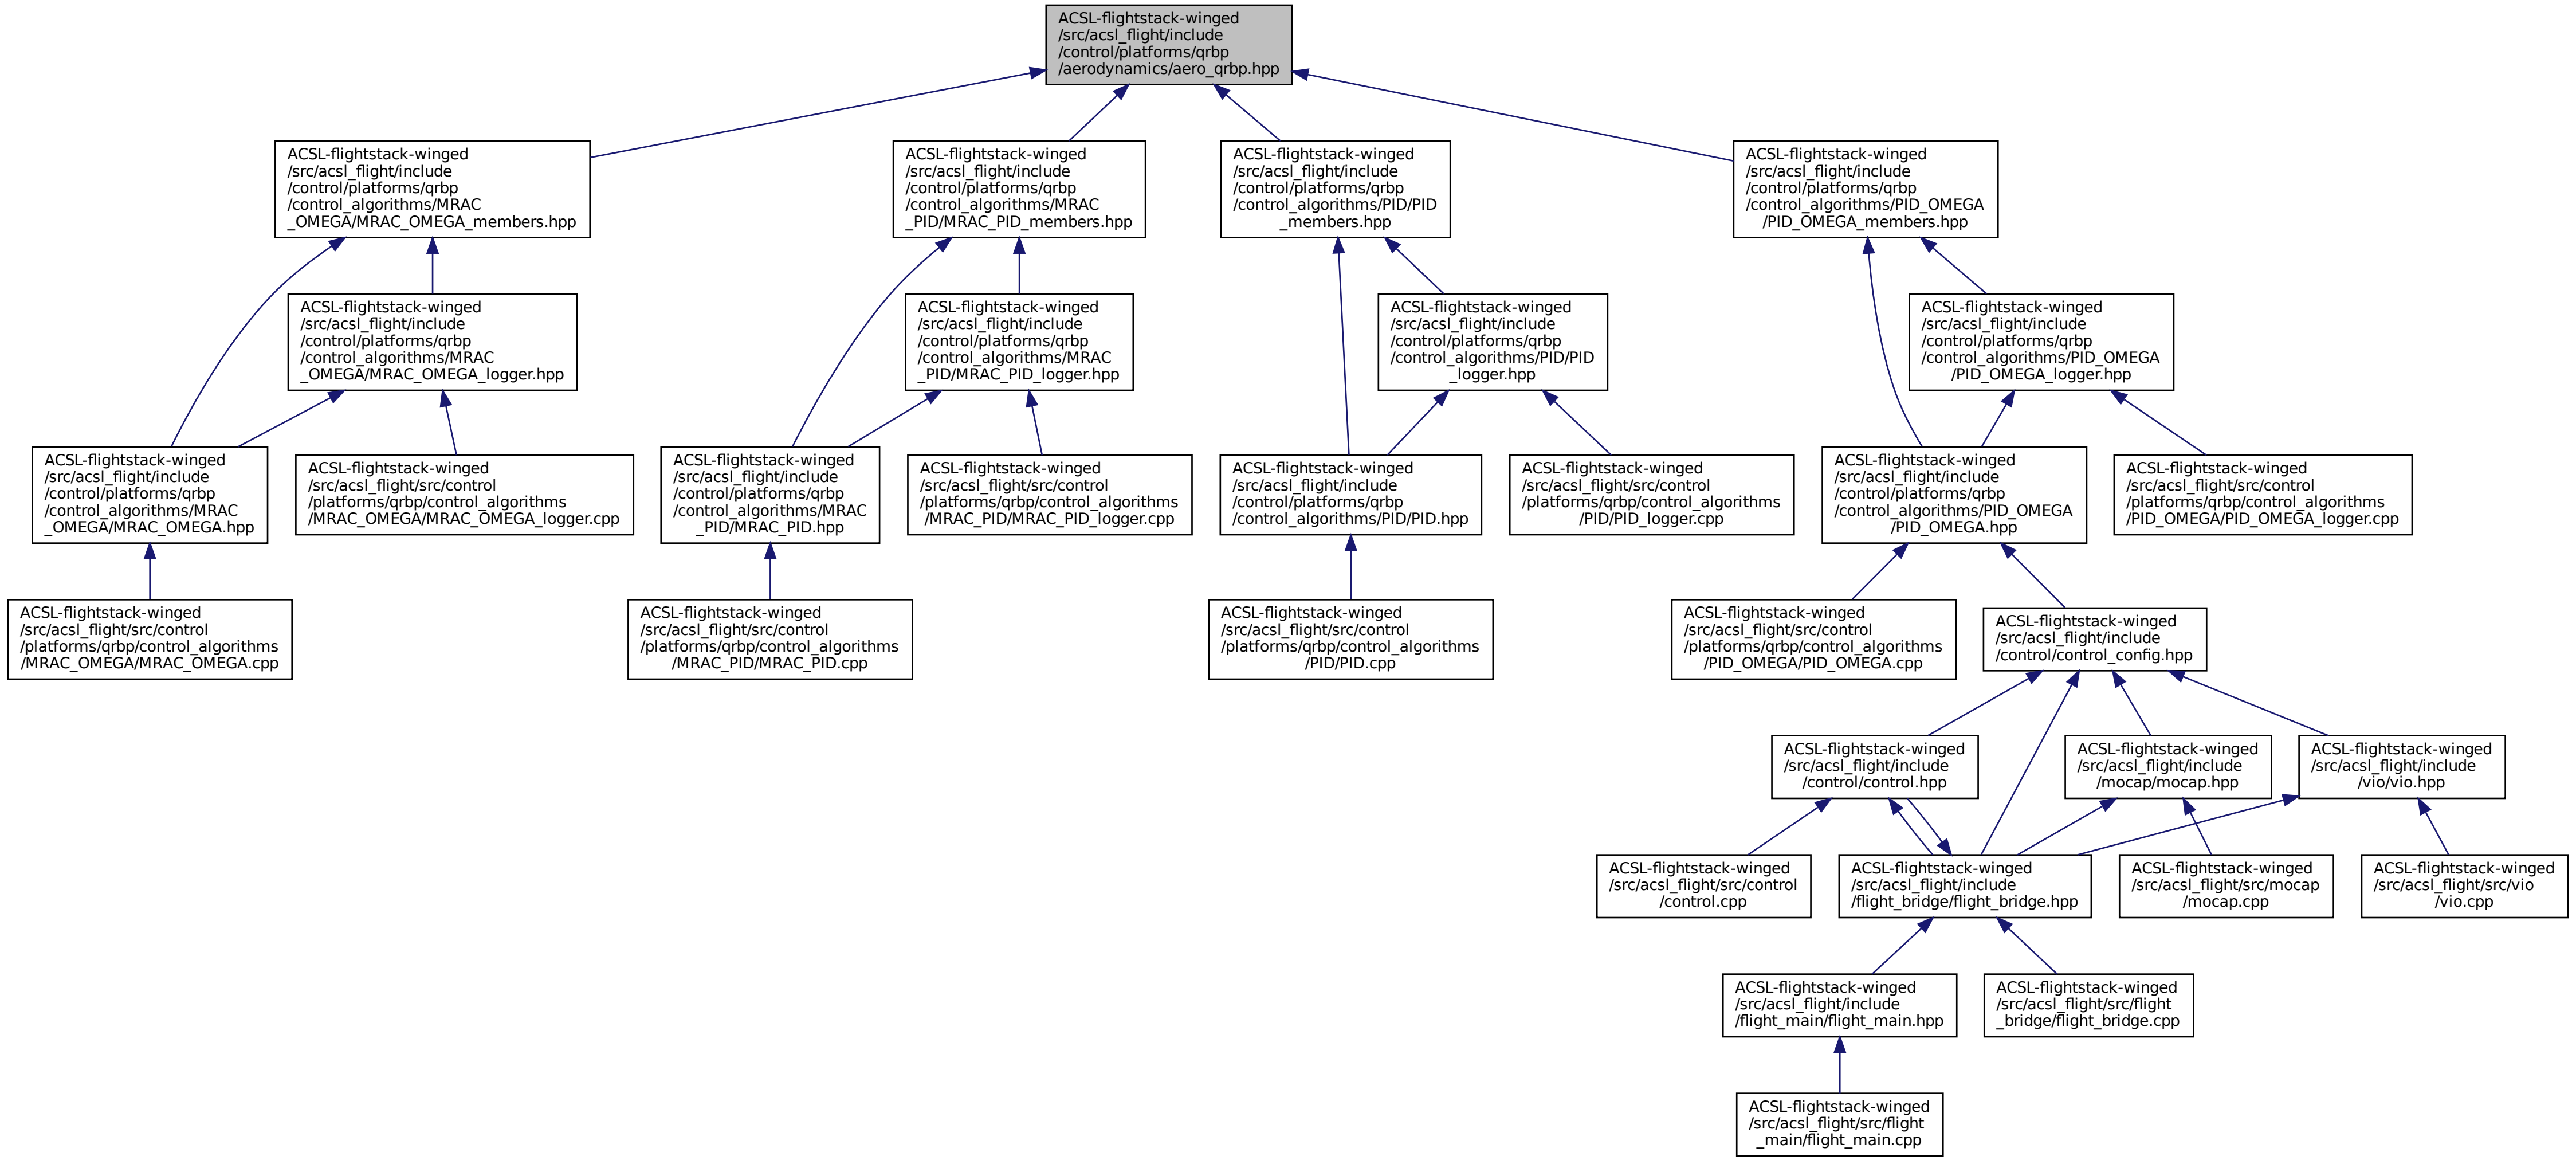 ACSL-flightstack-winged
/src/acsl_flight/include
/control/platforms/qrbp
/aerodynamics/aero_qrbp.hpp
ACSL-flightstack-winged
/src/acsl_flight/include
/control/platforms/qrbp
/control_algorithms/MRAC
_OMEGA/MRAC_OMEGA_members.hpp
ACSL-flightstack-winged
/src/acsl_flight/include
/control/platforms/qrbp
/control_algorithms/MRAC
_PID/MRAC_PID_members.hpp
ACSL-flightstack-winged
/src/acsl_flight/include
/control/platforms/qrbp
/control_algorithms/PID/PID
_members.hpp
ACSL-flightstack-winged
/src/acsl_flight/include
/control/platforms/qrbp
/control_algorithms/PID_OMEGA
/PID_OMEGA_members.hpp
ACSL-flightstack-winged
/src/acsl_flight/include
/control/platforms/qrbp
/control_algorithms/MRAC
_OMEGA/MRAC_OMEGA_logger.hpp
ACSL-flightstack-winged
/src/acsl_flight/include
/control/platforms/qrbp
/control_algorithms/MRAC
_PID/MRAC_PID_logger.hpp
ACSL-flightstack-winged
/src/acsl_flight/include
/control/platforms/qrbp
/control_algorithms/PID/PID
_logger.hpp
ACSL-flightstack-winged
/src/acsl_flight/include
/control/platforms/qrbp
/control_algorithms/PID_OMEGA
/PID_OMEGA_logger.hpp
ACSL-flightstack-winged
/src/acsl_flight/include
/control/platforms/qrbp
/control_algorithms/MRAC
_OMEGA/MRAC_OMEGA.hpp
ACSL-flightstack-winged
/src/acsl_flight/src/control
/platforms/qrbp/control_algorithms
/MRAC_OMEGA/MRAC_OMEGA_logger.cpp
ACSL-flightstack-winged
/src/acsl_flight/include
/control/platforms/qrbp
/control_algorithms/MRAC
_PID/MRAC_PID.hpp
ACSL-flightstack-winged
/src/acsl_flight/src/control
/platforms/qrbp/control_algorithms
/MRAC_PID/MRAC_PID_logger.cpp
ACSL-flightstack-winged
/src/acsl_flight/include
/control/platforms/qrbp
/control_algorithms/PID/PID.hpp
ACSL-flightstack-winged
/src/acsl_flight/src/control
/platforms/qrbp/control_algorithms
/PID/PID_logger.cpp
ACSL-flightstack-winged
/src/acsl_flight/include
/control/platforms/qrbp
/control_algorithms/PID_OMEGA
/PID_OMEGA.hpp
ACSL-flightstack-winged
/src/acsl_flight/src/control
/platforms/qrbp/control_algorithms
/PID_OMEGA/PID_OMEGA_logger.cpp
ACSL-flightstack-winged
/src/acsl_flight/src/control
/platforms/qrbp/control_algorithms
/MRAC_OMEGA/MRAC_OMEGA.cpp
ACSL-flightstack-winged
/src/acsl_flight/src/control
/platforms/qrbp/control_algorithms
/MRAC_PID/MRAC_PID.cpp
ACSL-flightstack-winged
/src/acsl_flight/src/control
/platforms/qrbp/control_algorithms
/PID/PID.cpp
ACSL-flightstack-winged
/src/acsl_flight/src/control
/platforms/qrbp/control_algorithms
/PID_OMEGA/PID_OMEGA.cpp
ACSL-flightstack-winged
/src/acsl_flight/include
/control/control_config.hpp
ACSL-flightstack-winged
/src/acsl_flight/include
/control/control.hpp
ACSL-flightstack-winged
/src/acsl_flight/include
/mocap/mocap.hpp
ACSL-flightstack-winged
/src/acsl_flight/include
/vio/vio.hpp
ACSL-flightstack-winged
/src/acsl_flight/src/control
/control.cpp
ACSL-flightstack-winged
/src/acsl_flight/include
/flight_bridge/flight_bridge.hpp
ACSL-flightstack-winged
/src/acsl_flight/src/mocap
/mocap.cpp
ACSL-flightstack-winged
/src/acsl_flight/src/vio
/vio.cpp
ACSL-flightstack-winged
/src/acsl_flight/include
/flight_main/flight_main.hpp
ACSL-flightstack-winged
/src/acsl_flight/src/flight
_bridge/flight_bridge.cpp
ACSL-flightstack-winged
/src/acsl_flight/src/flight
_main/flight_main.cpp